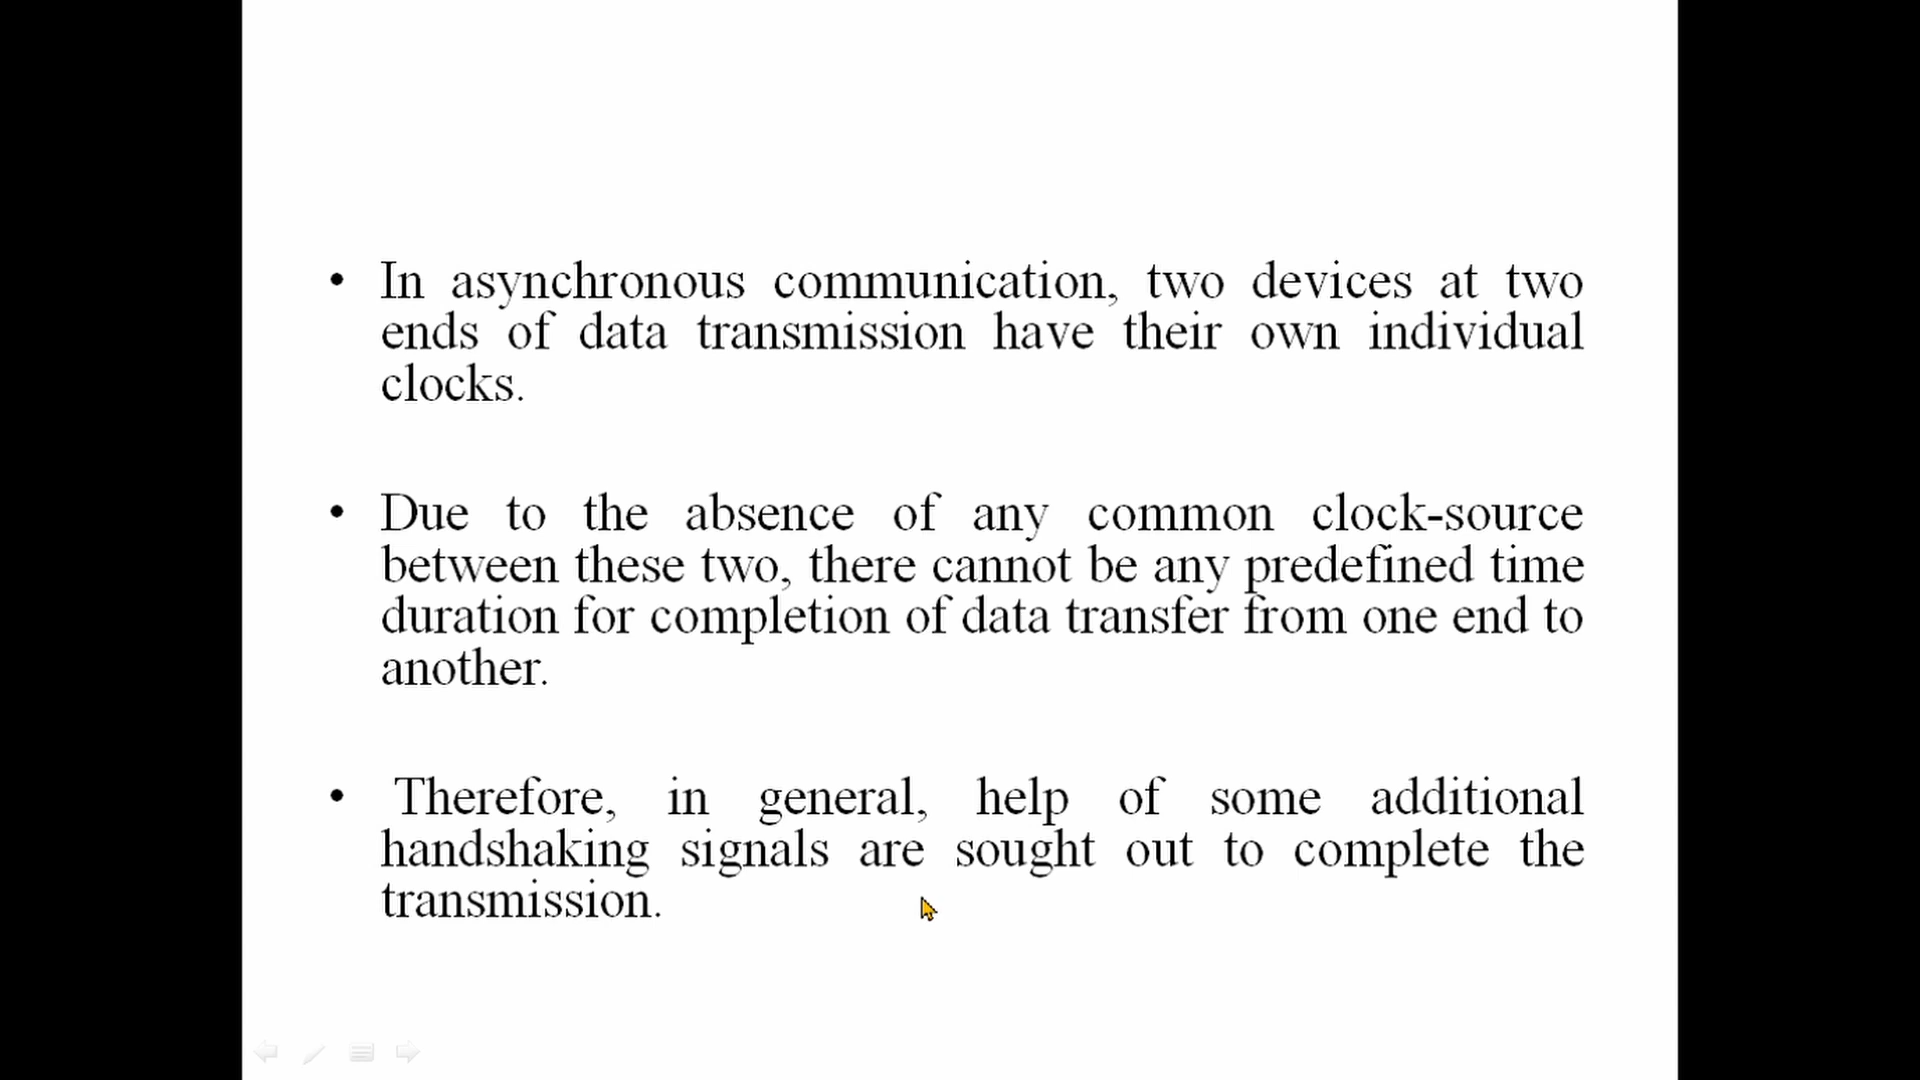 • In asynchronous communication, two devices at two
ends of data transmission have their own individual
clocks.
• Due to the absence of any common clock-source
between these two, there cannot be any predefined time
duration for completion of data transfer from one end to
another.
• Therefore, in general, help of some additional
handshaking signals are sought out to complete the
transmission.